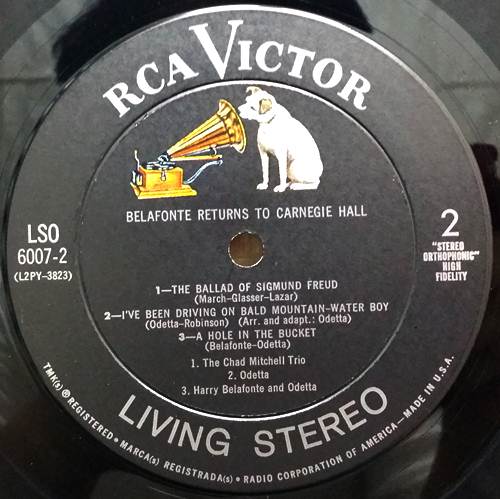 RCA VICTOR
BELAFONTE RETURNS TO CARNEGIE HALL
LSO
6007-2
(L2PY-3823)
2
"STEREO
ORTHOPHONIC"
HIGH
FIDELITY
1—THE BALLAD OF SIGMUND FREUD
(March-Glasser-Lazar)
2—I'VE BEEN DRIVING ON BALD MOUNTAIN-WATER BOY
(Odetta-Robinson) (Arr. and adapt.: Odetta)
3—A HOLE IN THE BUCKET
(Belafonte-Odetta)
1. The Chad Mitchell Trio
2. Odetta
3. Harry Belafonte and Odetta
LIVING STEREO
TMK(s) ® REGISTERED • MARCA(s) REGISTRADA(s) • RADIO CORPORATION OF AMERICA—MADE IN U.S.A.